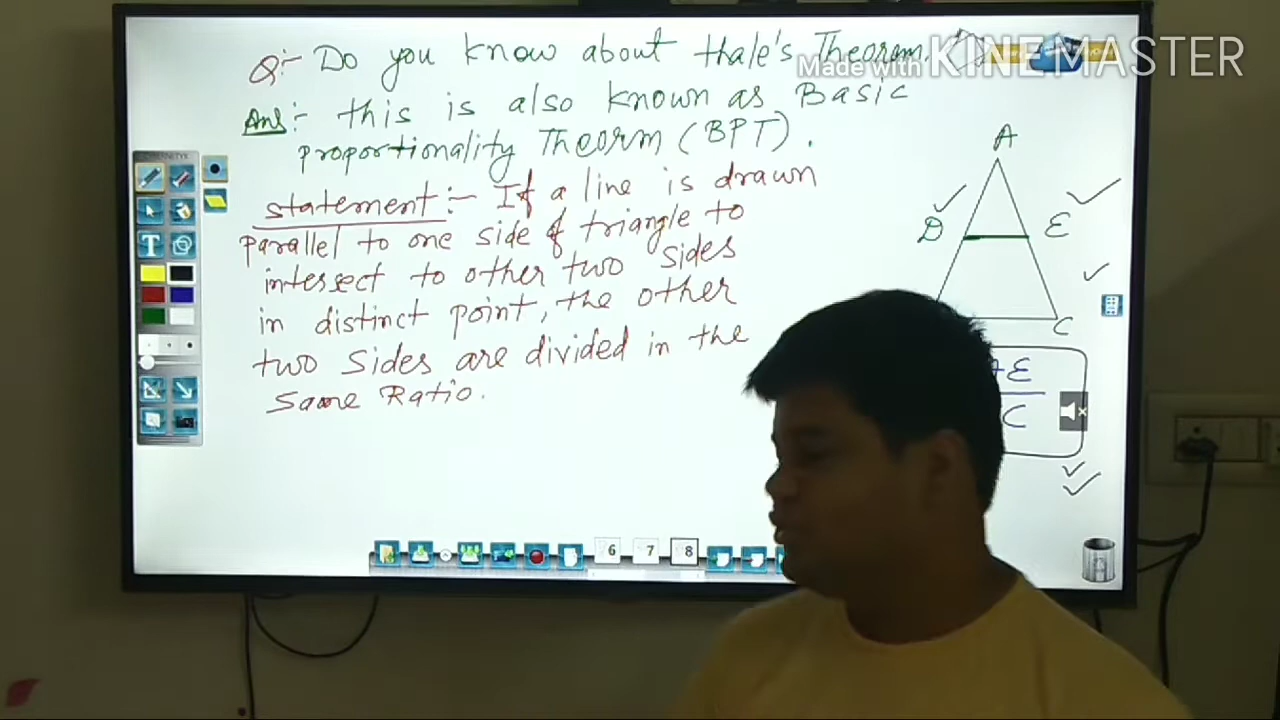 Q:- Do you know about thale's Theorem.
Made with KINEMASTER
Ans:- this is also known as Basic
proportionality Theorm (BPT).
statement:- If a line is drawn
parallel to one side of triangle to
intersect to other two sides
in distinct point, the other
two sides are divided in the
same Ratio.
A
D E
C
E
C
T
6 7 8